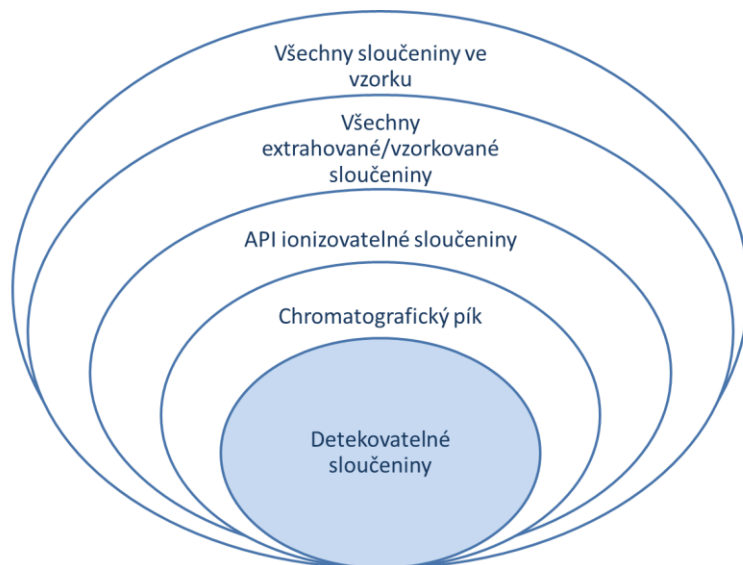 Všechny sloučeniny ve
vzorku
Všechny
extrahované/vzorkované
sloučeniny
API ionizovatelné sloučeniny
Chromatografický pík
Detekovatelné
sloučeniny